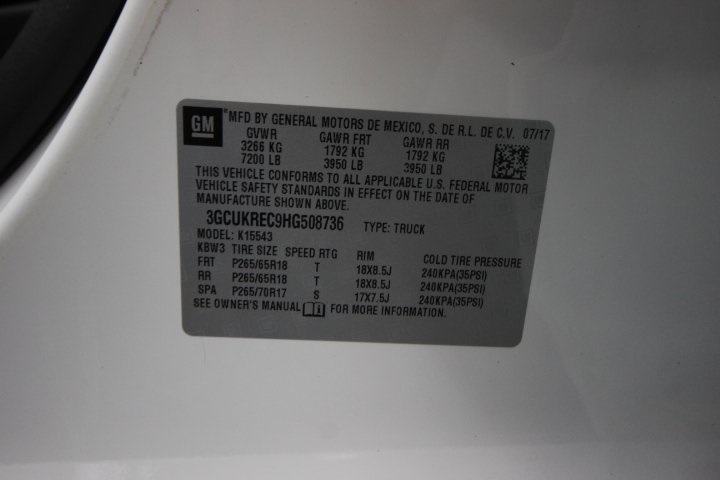 GM
*MFD BY GENERAL MOTORS DE MEXICO, S. DE R.L. DE C.V. 07/17
GVWR GAWR FRT GAWR RR
3266 KG 1792 KG 1792 KG
7200 LB 3950 LB 3950 LB
THIS VEHICLE CONFORMS TO ALL APPLICABLE U.S. FEDERAL MOTOR
VEHICLE SAFETY STANDARDS IN EFFECT ON THE DATE OF
MANUFACTURE SHOWN ABOVE.
3GCUKREC9HG508736 TYPE: TRUCK
MODEL: K15543
KBW3 TIRE SIZE SPEED RTG RIM COLD TIRE PRESSURE
FRT P265/65R18 T 18X8.5J 240KPA(35PSI)
RR P265/65R18 T 18X8.5J 240KPA(35PSI)
SPA P265/70R17 S 17X7.5J 240KPA(35PSI)
SEE OWNER'S MANUAL FOR MORE INFORMATION.